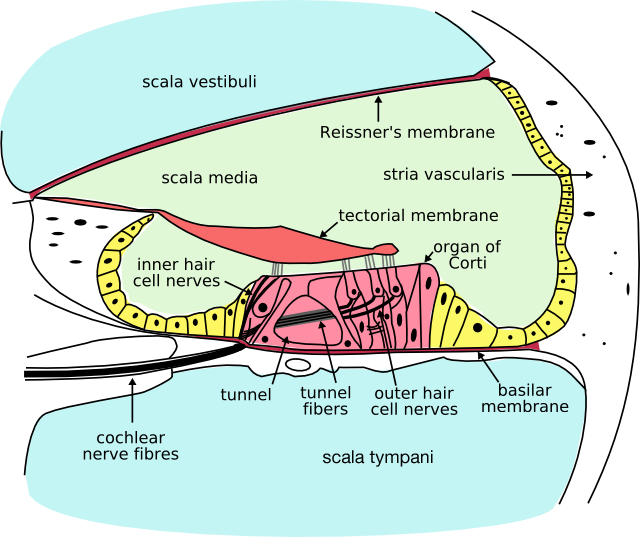 scala vestibuli
Reissner's membrane
scala media
stria vascularis
tectorial membrane
organ of
Corti
inner hair
cell nerves
tunnel
tunnel
fibers
outer hair
cell nerves
basilar
membrane
cochlear
nerve fibres
scala tympani